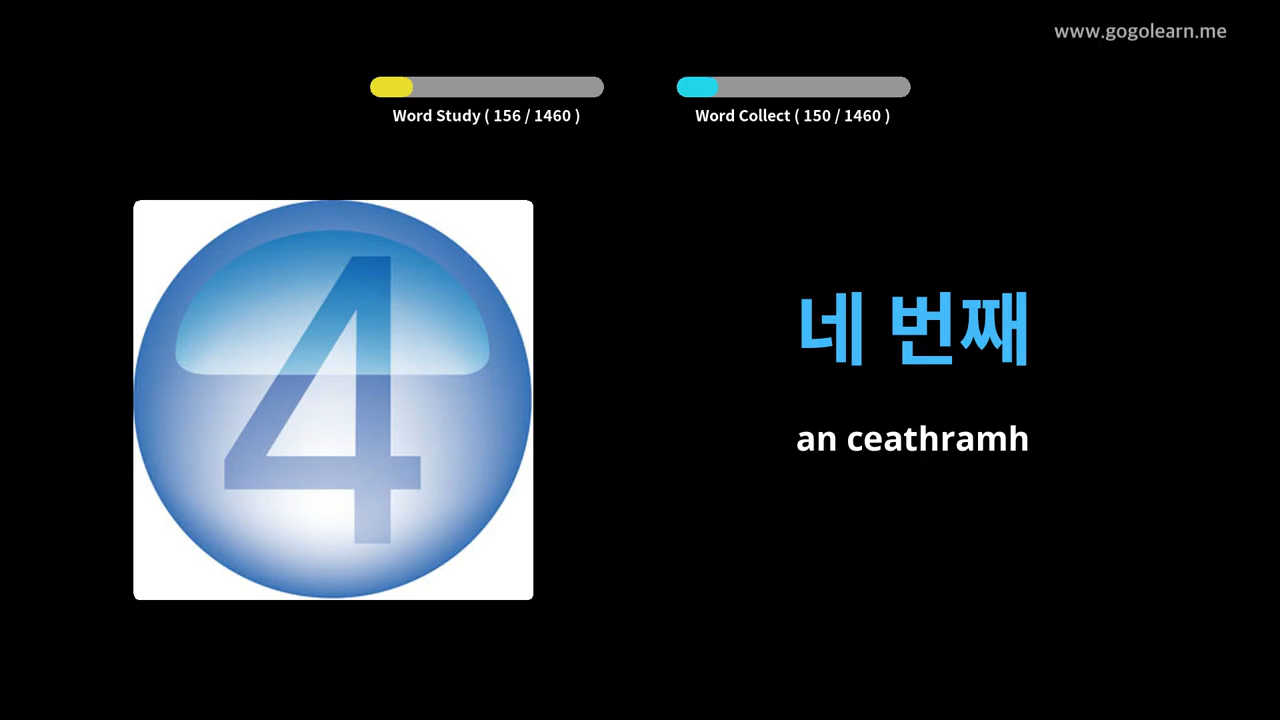 www.gogolearn.me
Word Study ( 156 / 1460 )
Word Collect ( 150 / 1460 )
4
네 번째
an ceathramh